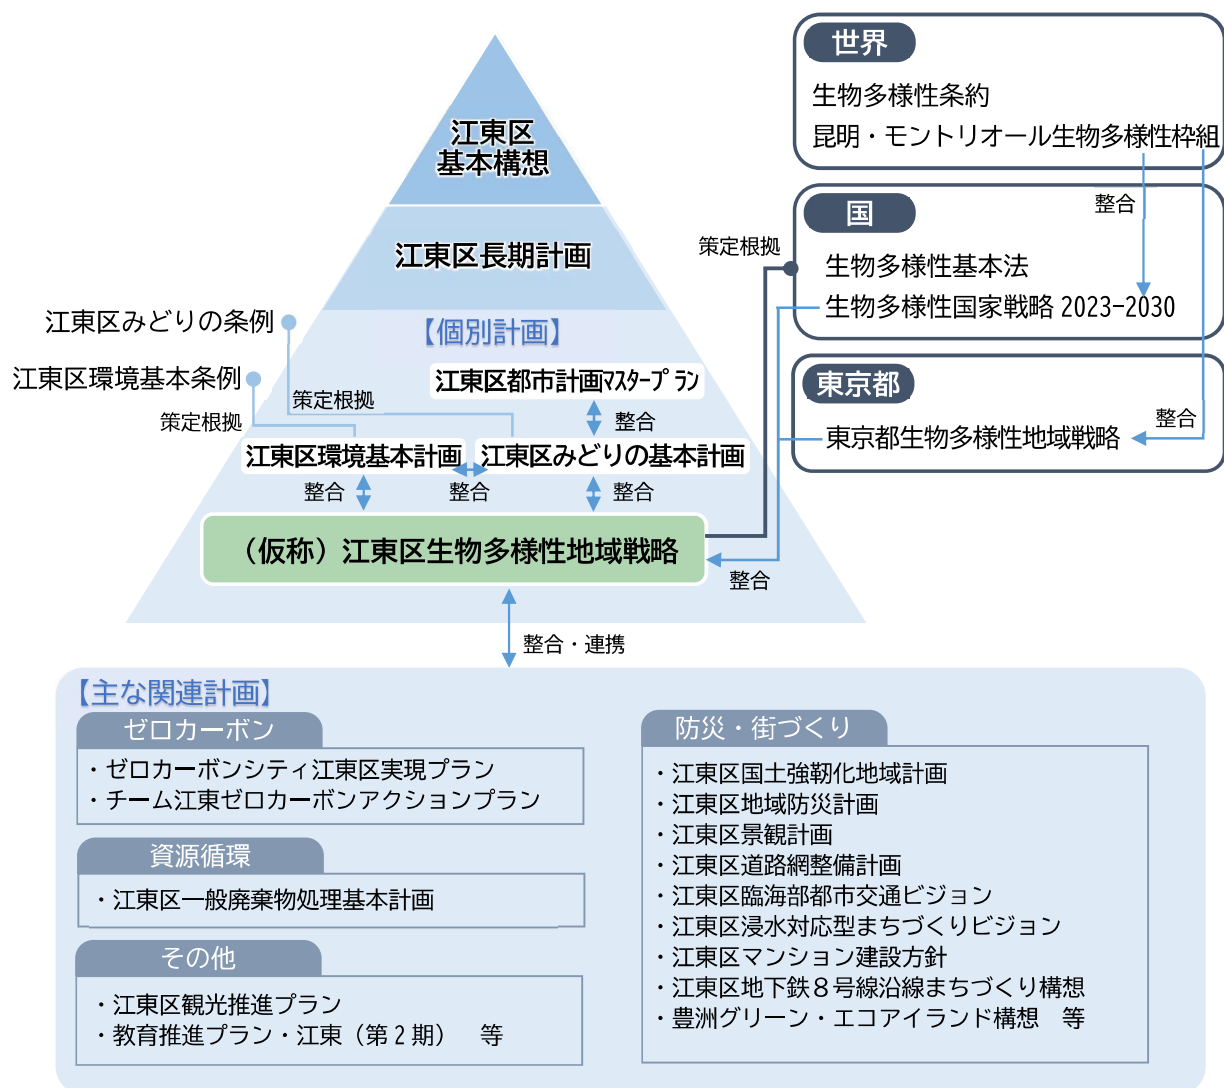 江東区
基本構想
江東区長期計画
【個別計画】
江東区みどりの条例
江東区環境基本条例
策定根拠
策定根拠
江東区都市計画ﾏｽﾀｰﾌﾟﾗﾝ
整合
江東区環境基本計画
江東区みどりの基本計画
整合
整合
整合
（仮称）江東区生物多様性地域戦略
世界
生物多様性条約
昆明・モントリオール生物多様性枠組
整合
国
策定根拠
生物多様性基本法
生物多様性国家戦略 2023-2030
東京都
整合
東京都生物多様性地域戦略
整合
整合・連携
【主な関連計画】
ゼロカーボン
・ゼロカーボンシティ江東区実現プラン
・チーム江東ゼロカーボンアクションプラン
資源循環
・江東区一般廃棄物処理基本計画
その他
・江東区観光推進プラン
・教育推進プラン・江東（第２期）　等
防災・街づくり
・江東区国土強靭化地域計画
・江東区地域防災計画
・江東区景観計画
・江東区道路網整備計画
・江東区臨海部都市交通ビジョン
・江東区浸水対応型まちづくりビジョン
・江東区マンション建設方針
・江東区地下鉄８号線沿線まちづくり構想
・豊洲グリーン・エコアイランド構想　等